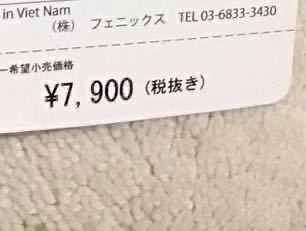 in Viet Nam
（株） フェニックス TEL 03-6833-3430
ー希望小売価格
¥7,900（税抜き）